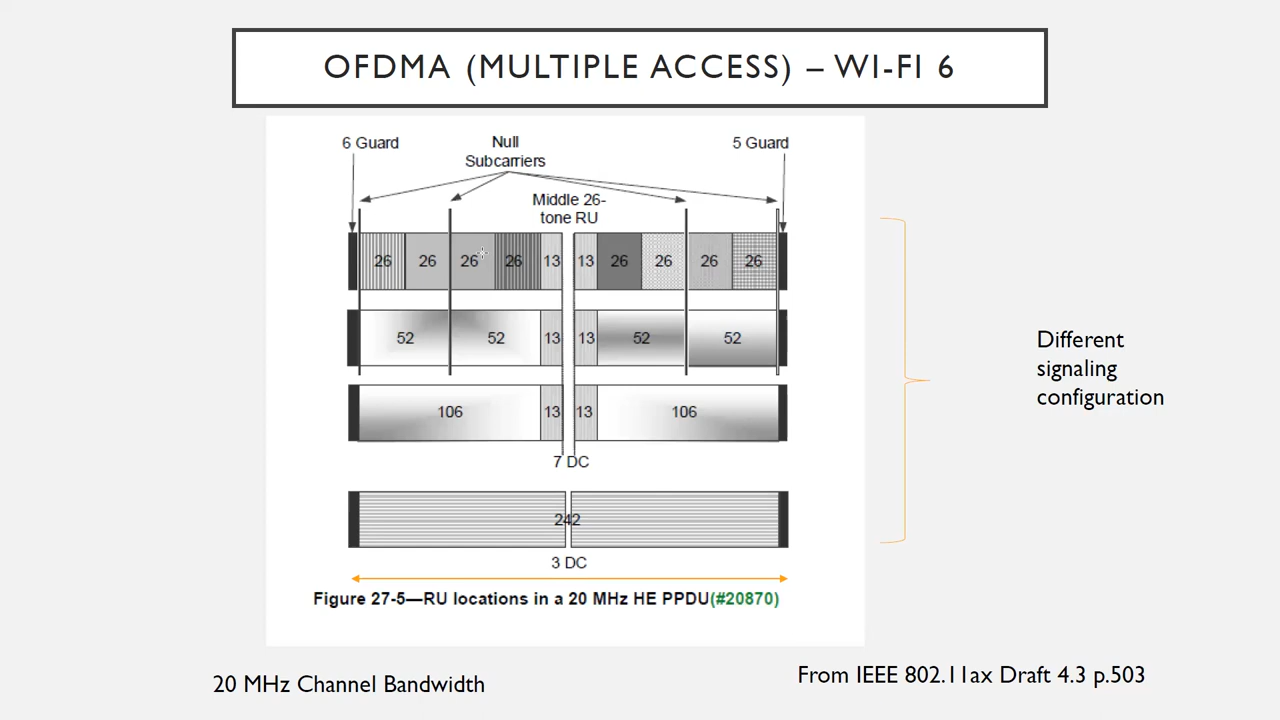 OFDMA (MULTIPLE ACCESS) – WI-FI 6
6 Guard
Null
Subcarriers
5 Guard
Middle 26-
tone RU
26 26 26 26 13 13 26 26 26 26
52 52 13 13 52 52
106 13 13 106
7 DC
242
3 DC
Figure 27-5—RU locations in a 20 MHz HE PPDU(#20870)
Different
signaling
configuration
20 MHz Channel Bandwidth
From IEEE 802.11ax Draft 4.3 p.503